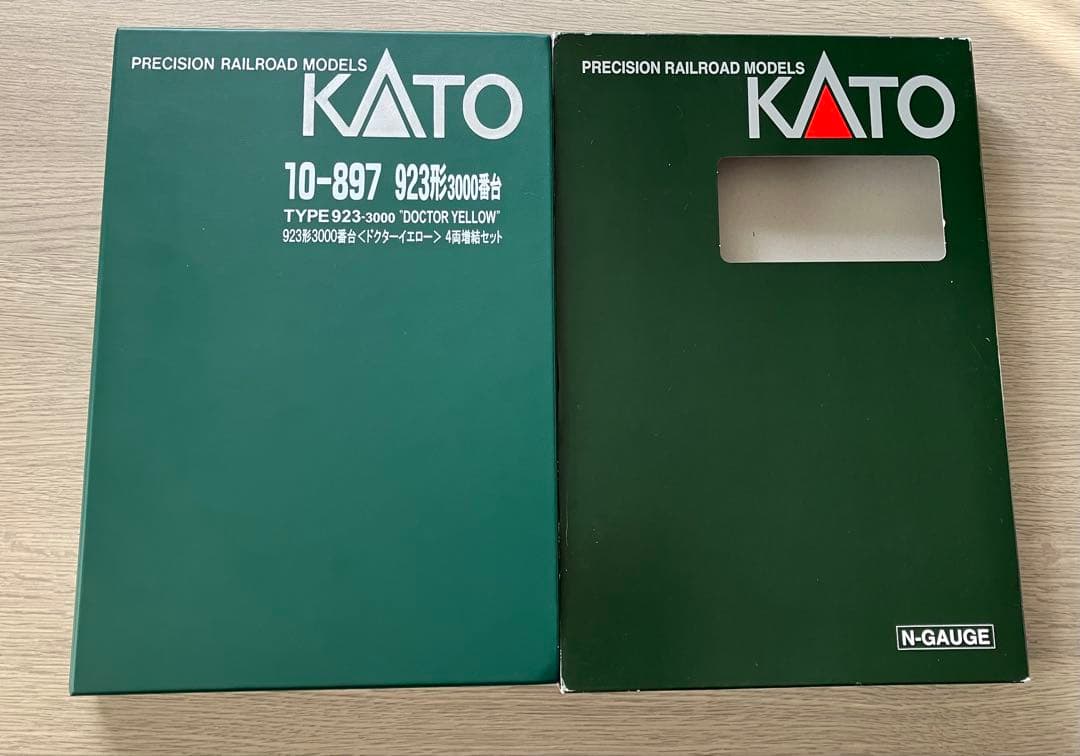 PRECISION RAILROAD MODELS
KATO
10-897 923形3000番台
TYPE923-3000 "DOCTOR YELLOW"
923形3000番台〈ドクターイエロー〉 4両増結セット
PRECISION RAILROAD MODELS
KATO
N-GAUGE